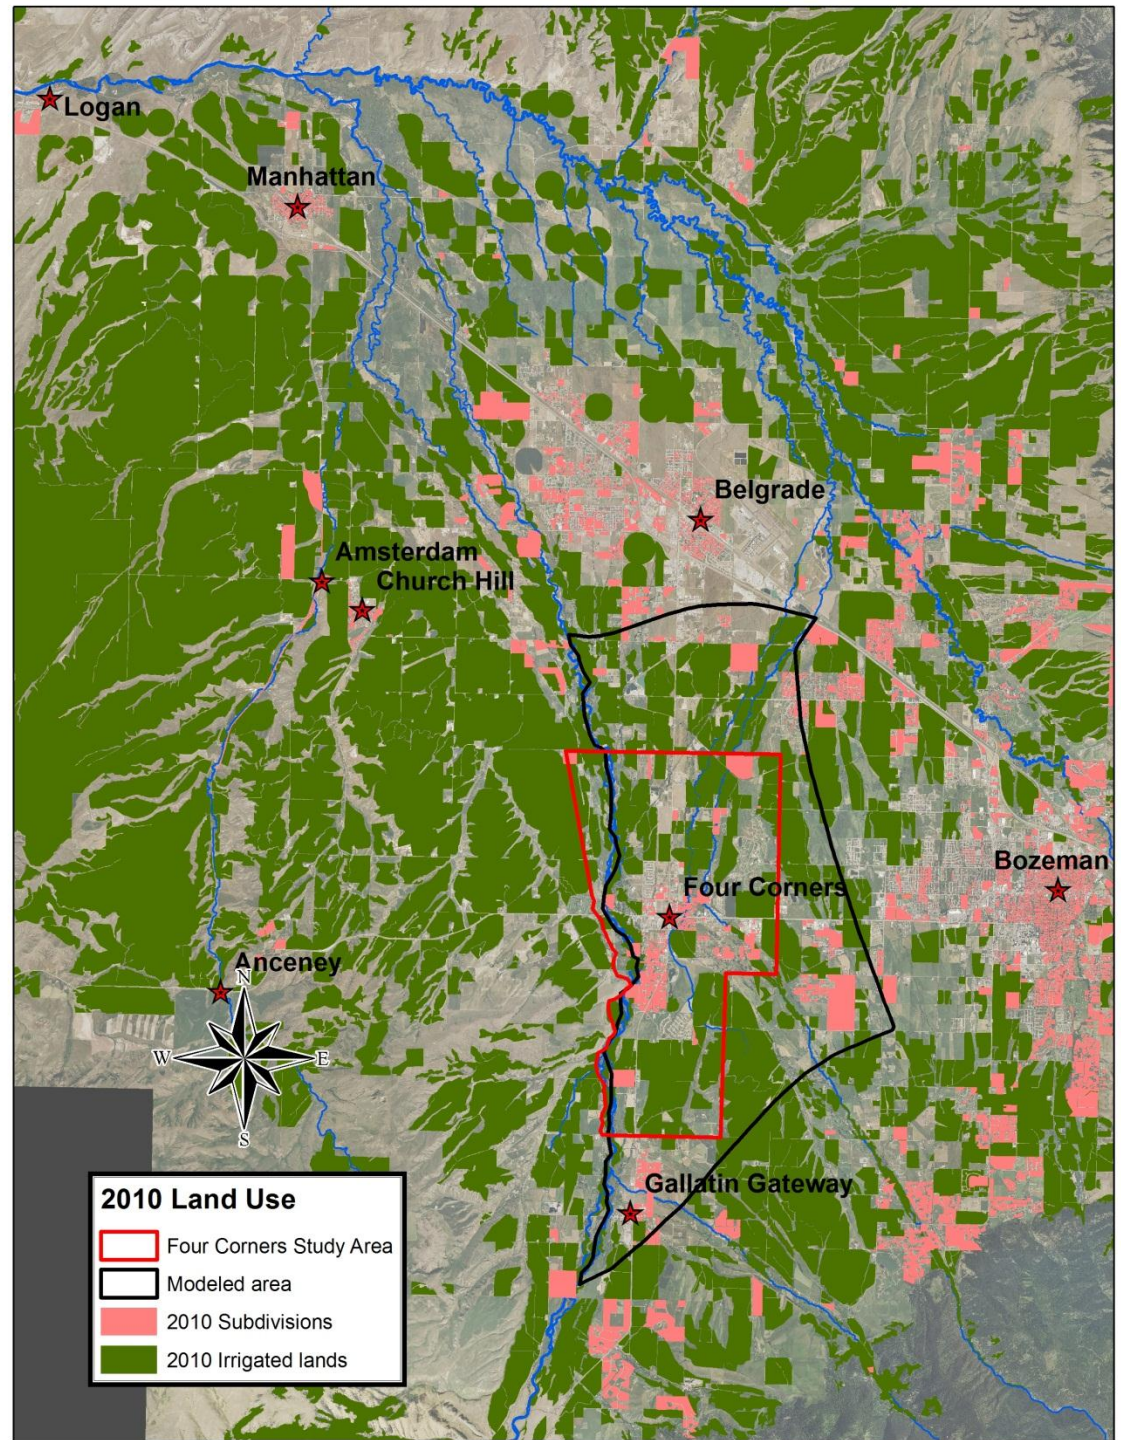 Logan
Manhattan
Belgrade
Amsterdam
Church Hill
Bozeman
Four Corners
Anceney
N
W
E
S
Gallatin Gateway
2010 Land Use
Four Corners Study Area
Modeled area
2010 Subdivisions
2010 Irrigated lands